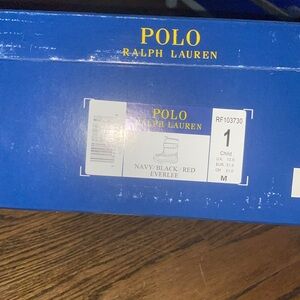 POLO
RALPH LAUREN
POLO
RALPH LAUREN
NAVY/BLACK/RED
EVERLEE
RF103730
1
Child
M